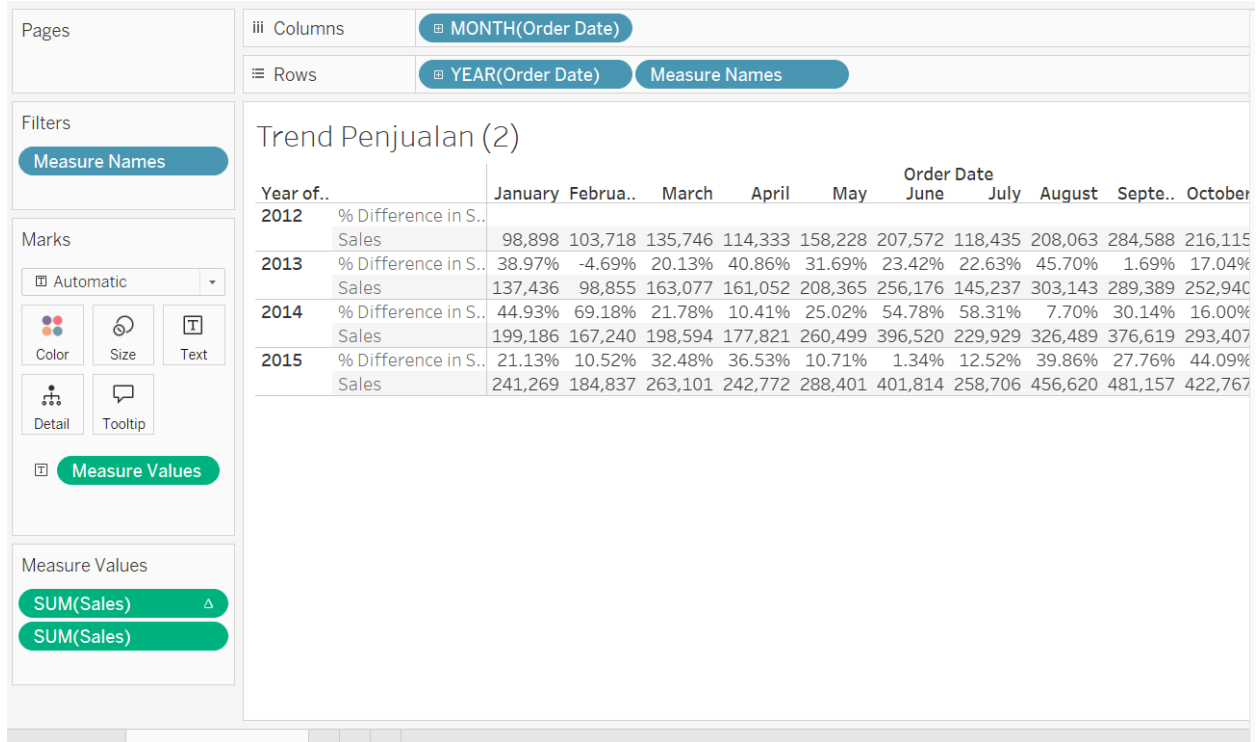 Pages
iii Columns
MONTH(Order Date)
Rows
YEAR(Order Date) Measure Names
Filters
Measure Names
Marks
Automatic
Color Size Text
Detail Tooltip
Measure Values
Measure Values
SUM(Sales) Δ
SUM(Sales)
Trend Penjualan (2)
Order Date
Year of.. January Februa.. March April May June July August Septe.. October
2012 % Difference in S..
Sales 98,898 103,718 135,746 114,333 158,228 207,572 118,435 208,063 284,588 216,115
2013 % Difference in S.. 38.97% -4.69% 20.13% 40.86% 31.69% 23.42% 22.63% 45.70% 1.69% 17.04%
Sales 137,436 98,855 163,077 161,052 208,365 256,176 145,237 303,143 289,389 252,940
2014 % Difference in S.. 44.93% 69.18% 21.78% 10.41% 25.02% 54.78% 58.31% 7.70% 30.14% 16.00%
Sales 199,186 167,240 198,594 177,821 260,499 396,520 229,929 326,489 376,619 293,407
2015 % Difference in S.. 21.13% 10.52% 32.48% 36.53% 10.71% 1.34% 12.52% 39.86% 27.76% 44.09%
Sales 241,269 184,837 263,101 242,772 288,401 401,814 258,706 456,620 481,157 422,767